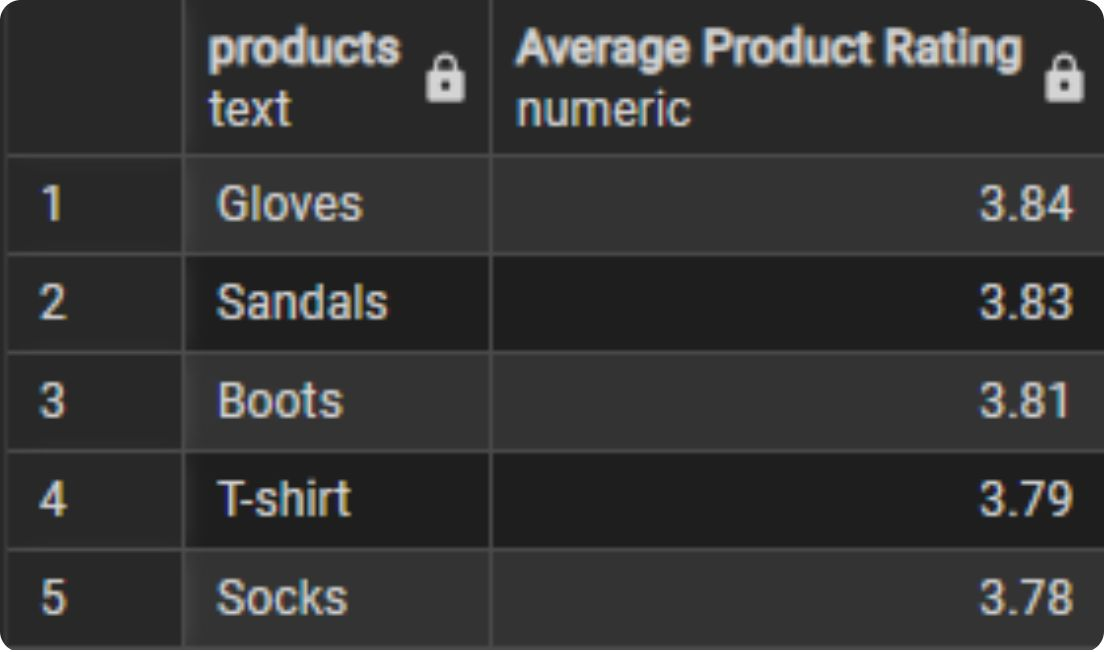 products Average Product Rating
text numeric
1 Gloves 3.84
2 Sandals 3.83
3 Boots 3.81
4 T-shirt 3.79
5 Socks 3.78